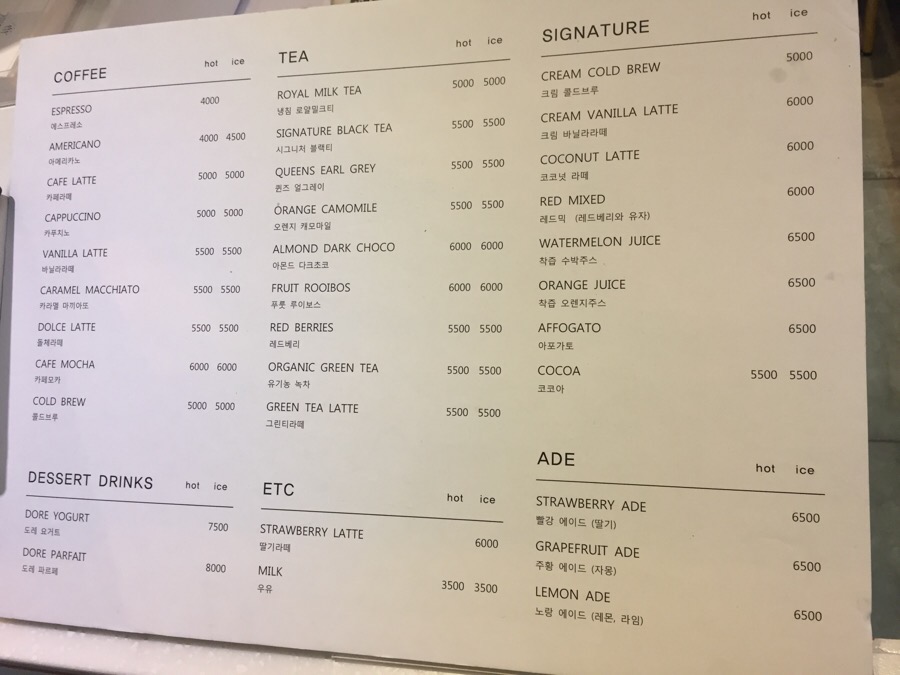 COFFEE hot ice
ESPRESSO 4000
에스프레소
AMERICANO 4000 4500
아메리카노
CAFE LATTE 5000 5000
카페라떼
CAPPUCCINO 5000 5000
카푸치노
VANILLA LATTE 5500 5500
바닐라라떼
CARAMEL MACCHIATO 5500 5500
카라멜 마끼아또
DOLCE LATTE 5500 5500
돌체라떼
CAFE MOCHA 6000 6000
카페모카
COLD BREW 5000 5000
콜드브루
DESSERT DRINKS hot ice
DORE YOGURT 7500
도레 요거트
DORE PARFAIT 8000
도레 파르페
TEA hot ice
ROYAL MILK TEA 5000 5000
냉침 로얄밀크티
SIGNATURE BLACK TEA 5500 5500
시그니처 블랙티
QUEENS EARL GREY 5500 5500
퀸즈 얼그레이
ORANGE CAMOMILE 5500 5500
오렌지 캐모마일
ALMOND DARK CHOCO 6000 6000
아몬드 다크초코
FRUIT ROOIBOS 6000 6000
푸룻 루이보스
RED BERRIES 5500 5500
레드베리
ORGANIC GREEN TEA 5500 5500
유기농 녹차
GREEN TEA LATTE 5500 5500
그린티라떼
ETC hot ice
STRAWBERRY LATTE 6000
딸기라떼
MILK 3500 3500
우유
SIGNATURE hot ice
CREAM COLD BREW 5000
크림 콜드브루
CREAM VANILLA LATTE 6000
크림 바닐라라떼
COCONUT LATTE 6000
코코넛 라떼
RED MIXED 6000
레드믹 (레드베리와 유자)
WATERMELON JUICE 6500
착즙 수박주스
ORANGE JUICE 6500
착즙 오렌지주스
AFFOGATO 6500
아포가토
COCOA 5500 5500
코코아
ADE hot ice
STRAWBERRY ADE 6500
빨강 에이드 (딸기)
GRAPEFRUIT ADE 6500
주황 에이드 (자몽)
LEMON ADE 6500
노랑 에이드 (레몬, 라임)